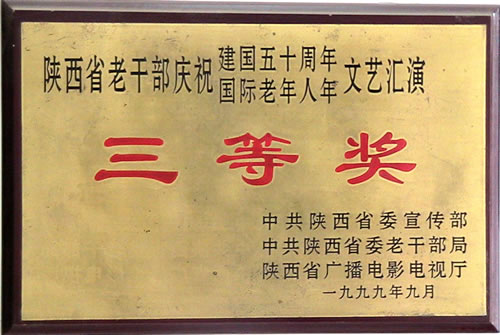 陕西省老干部庆祝建国五十周年国际老年人年文艺汇演
三等奖
中共陕西省委宣传部
中共陕西省委老干部局
陕西省广播电影电视厅
一九九九年九月